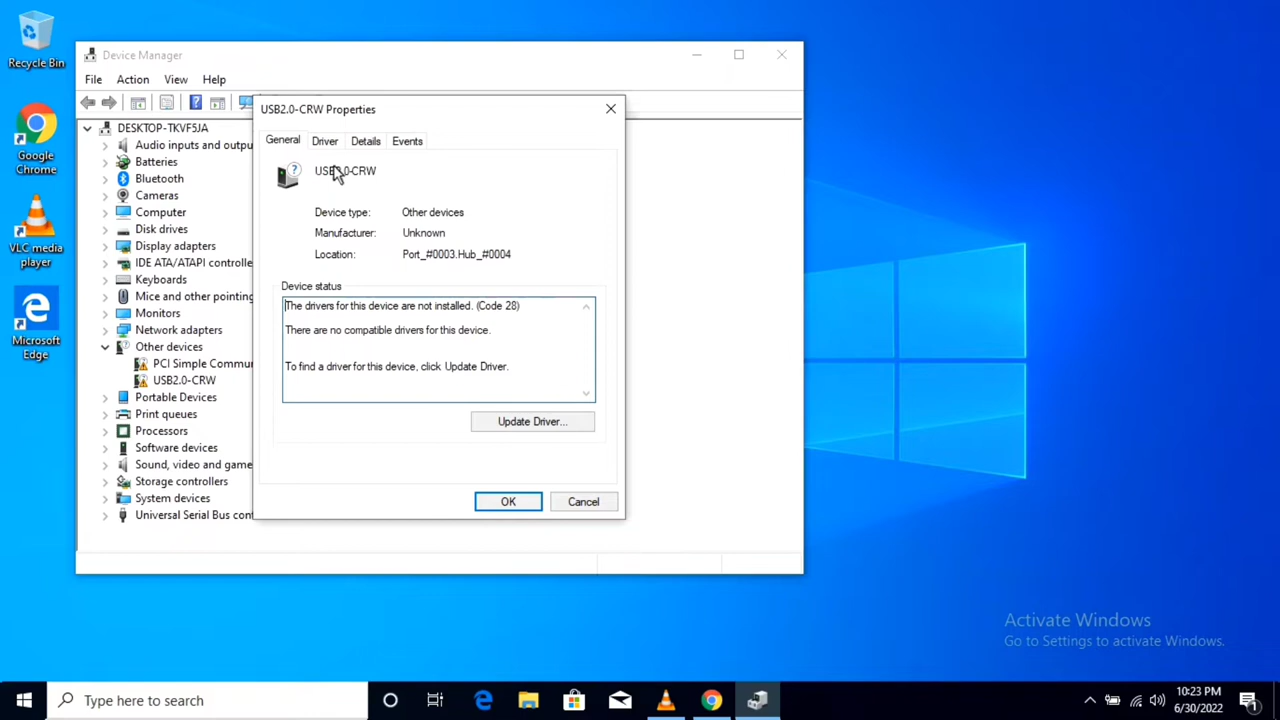 Recycle Bin
Google
Chrome
VLC media
player
Microsoft
Edge
Device Manager
File Action View Help
DESKTOP-TKVF5JA
Audio inputs and outpu
Batteries
Bluetooth
Cameras
Computer
Disk drives
Display adapters
IDE ATA/ATAPI controlle
Keyboards
Mice and other pointing
Monitors
Network adapters
Other devices
PCI Simple Commu
USB2.0-CRW
Portable Devices
Print queues
Processors
Software devices
Sound, video and game
Storage controllers
System devices
Universal Serial Bus con
USB2.0-CRW Properties
General Driver Details Events
USB2.0-CRW
Device type: Other devices
Manufacturer: Unknown
Location: Port_#0003.Hub_#0004
Device status
The drivers for this device are not installed. (Code 28)
There are no compatible drivers for this device.
To find a driver for this device, click Update Driver.
Update Driver...
OK Cancel
Activate Windows
Go to Settings to activate Windows.
Type here to search
10:23 PM
6/30/2022
1